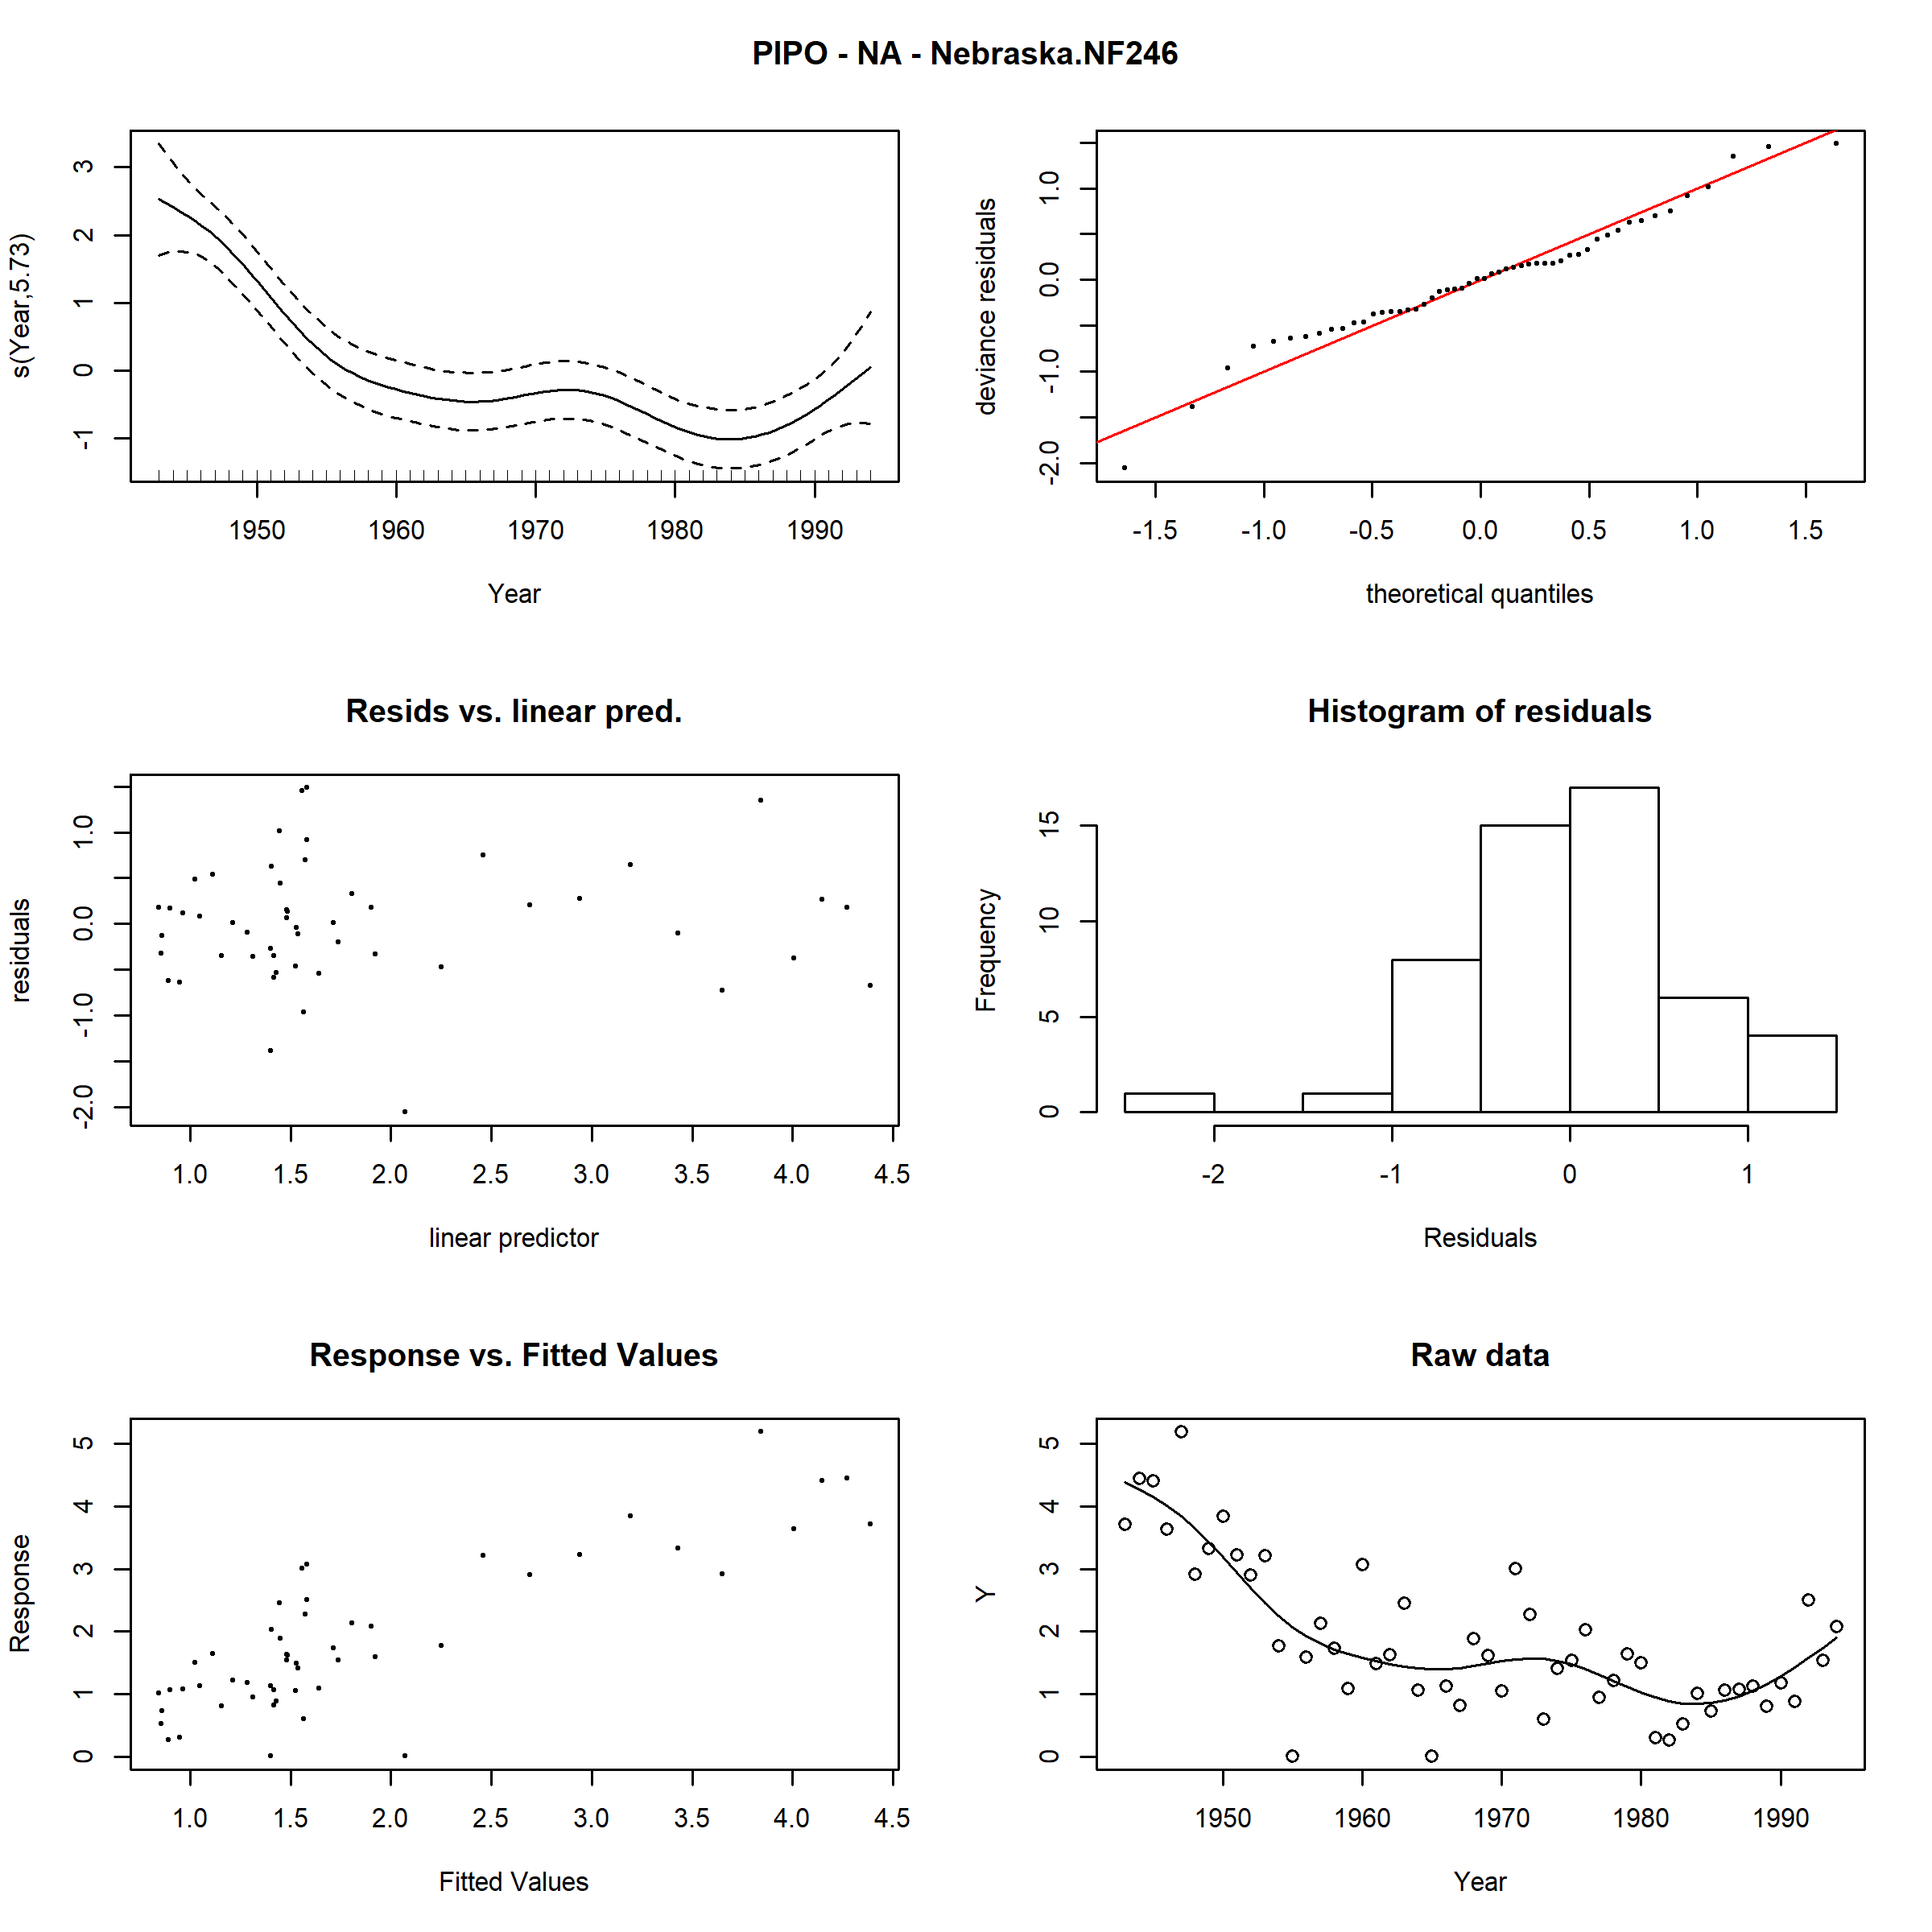 PIPO - NA - Nebraska.NF246
s(Year,5.73)
3
2
1
0
-1
1950 1960 1970 1980 1990
Year
deviance residuals
1.0
0.0
-1.0
-2.0
-1.5 -1.0 -0.5 0.0 0.5 1.0 1.5
theoretical quantiles
Resids vs. linear pred.
residuals
1.0
0.0
-1.0
-2.0
1.0 1.5 2.0 2.5 3.0 3.5 4.0 4.5
linear predictor
Histogram of residuals
Frequency
15
10
5
0
-2 -1 0 1
Residuals
Response vs. Fitted Values
Response
5
4
3
2
1
0
1.0 1.5 2.0 2.5 3.0 3.5 4.0 4.5
Fitted Values
Raw data
Y
5
4
3
2
1
0
1950 1960 1970 1980 1990
Year